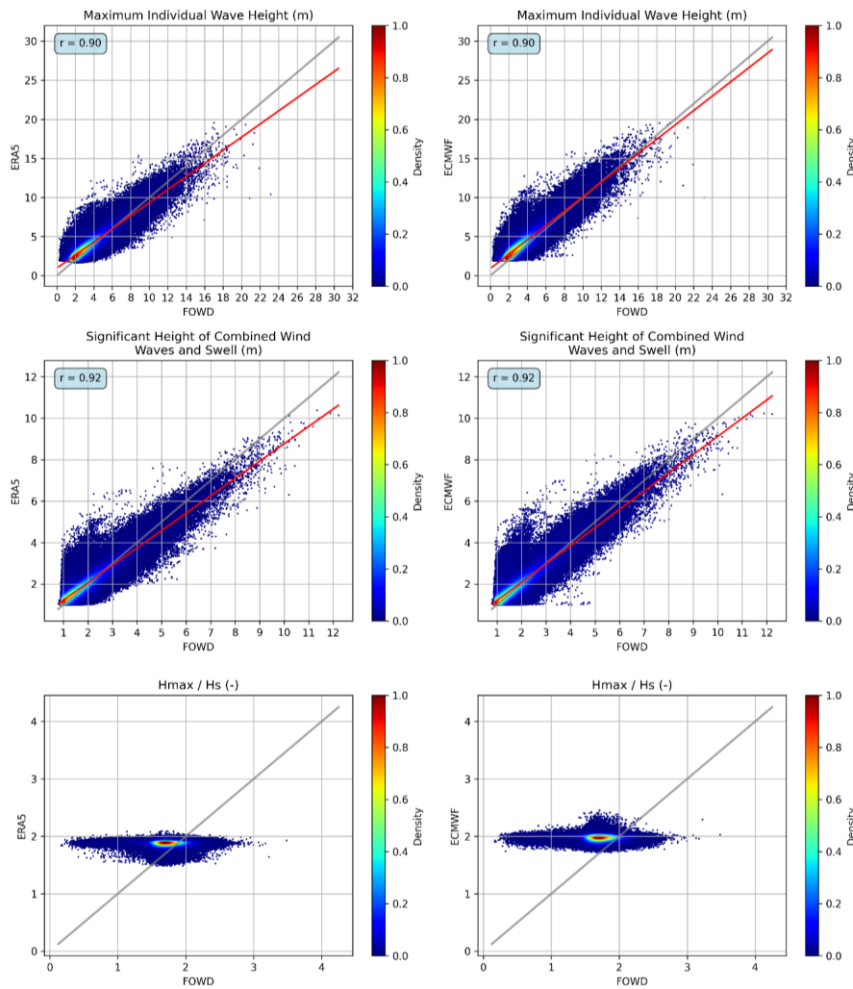 Maximum Individual Wave Height (m)
r = 0.90
30
25
20
15
10
5
0
ERA5
0 2 4 6 8 10 12 14 16 18 20 22 24 26 28 30 32
FOWD
1.0
0.8
0.6
0.4
0.2
0.0
Density
Maximum Individual Wave Height (m)
r = 0.90
30
25
20
15
10
5
0
ECMWF
0 2 4 6 8 10 12 14 16 18 20 22 24 26 28 30 32
FOWD
1.0
0.8
0.6
0.4
0.2
0.0
Density
Significant Height of Combined Wind
Waves and Swell (m)
r = 0.92
12
10
8
6
4
2
ERA5
1 2 3 4 5 6 7 8 9 10 11 12
FOWD
1.0
0.8
0.6
0.4
0.2
0.0
Density
Significant Height of Combined Wind
Waves and Swell (m)
r = 0.92
12
10
8
6
4
2
ECMWF
1 2 3 4 5 6 7 8 9 10 11 12
FOWD
1.0
0.8
0.6
0.4
0.2
0.0
Density
Hmax / Hs (-)
4
3
2
1
0
ERA5
0 1 2 3 4
FOWD
1.0
0.8
0.6
0.4
0.2
0.0
Density
Hmax / Hs (-)
4
3
2
1
0
ECMWF
0 1 2 3 4
FOWD
1.0
0.8
0.6
0.4
0.2
0.0
Density